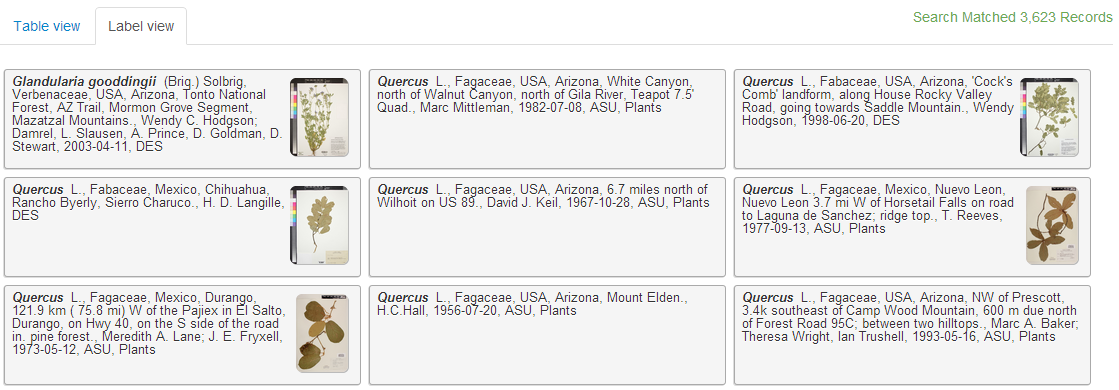 Table view
Label view
Search Matched 3,623 Records
Glandularia gooddingii (Briq.) Solbrig,
Verbenaceae, USA, Arizona, Tonto National
Forest, AZ Trail, Mormon Grove Segment,
Mazatzal Mountains., Wendy C. Hodgson;
Damrel, L. Slausen, A. Prince, D. Goldman, D.
Stewart, 2003-04-11, DES
Quercus L., Fagaceae, USA, Arizona, White Canyon,
north of Walnut Canyon, north of Gila River, Teapot 7.5'
Quad., Marc Mittleman, 1982-07-08, ASU, Plants
Quercus L., Fabaceae, USA, Arizona, 'Cock's
Comb' landform, along House Rocky Valley
Road, going towards Saddle Mountain., Wendy
Hodgson, 1998-06-20, DES
Quercus L., Fabaceae, Mexico, Chihuahua,
Rancho Byerly, Sierro Charuco., H. D. Langille,
DES
Quercus L., Fagaceae, USA, Arizona, 6.7 miles north of
Wilhoit on US 89., David J. Keil, 1967-10-28, ASU, Plants
Quercus L., Fagaceae, Mexico, Nuevo Leon,
Nuevo Leon 3.7 mi W of Horsetail Falls on road
to Laguna de Sanchez; ridge top., T. Reeves,
1977-09-13, ASU, Plants
Quercus L., Fagaceae, Mexico, Durango,
121.9 km ( 75.8 mi) W of the Pajiex in El Salto,
Durango, on Hwy 40, on the S side of the road
in. pine forest., Meredith A. Lane; J. E. Fryxell,
1973-05-12, ASU, Plants
Quercus L., Fagaceae, USA, Arizona, Mount Elden.,
H.C.Hall, 1956-07-20, ASU, Plants
Quercus L., Fagaceae, USA, Arizona, NW of Prescott,
3.4k southeast of Camp Wood Mountain, 600 m due north
of Forest Road 95C; between two hilltops., Marc A. Baker;
Theresa Wright, Ian Trushell, 1993-05-16, ASU, Plants